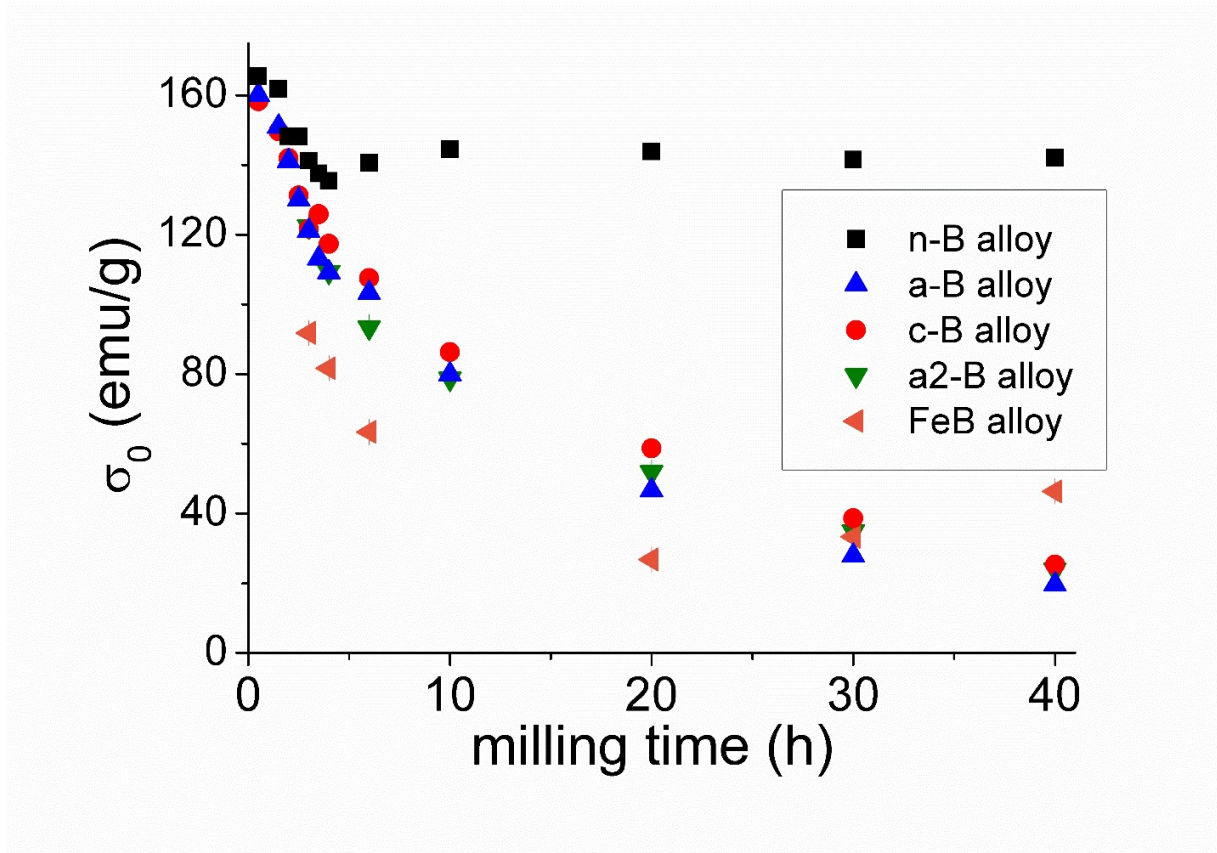 160
120
80
40
0
σ0 (emu/g)
n-B alloy
a-B alloy
c-B alloy
a2-B alloy
FeB alloy
0 10 20 30 40
milling time (h)